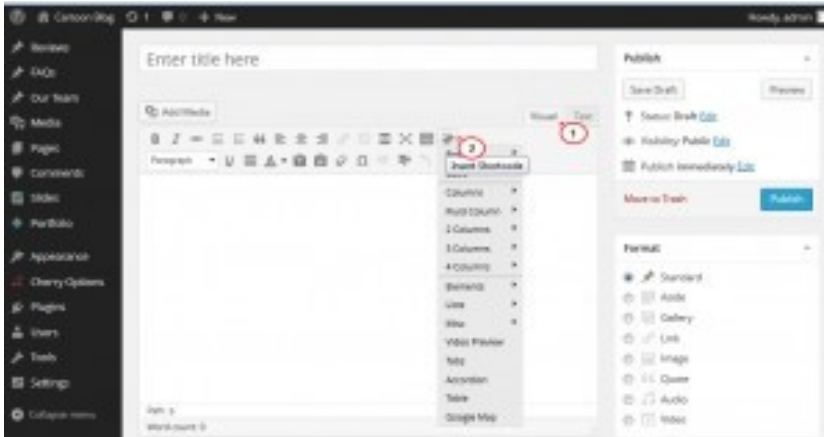 Cartoon Blog 1 0 + New
Howdy, admin
Reviews
FAQs
Our Team
Media
Pages
Comments
Slides
Portfolio
Appearance
Cherry Options
Plugins
Users
Tools
Settings
Collapse menu
Enter title here
Add Media
Visual Text
1
B I
2
Paragraph U A
Insert Shortcode
Columns
Fluid Column
2 Columns
3 Columns
4 Columns
Elements
Lists
Misc
Video Preview
Tabs
Accordion
Table
Google Map
Path: p
Word count: 0
Publish
Save Draft Preview
Status: Draft Edit
Visibility: Public Edit
Publish immediately Edit
Move to Trash Publish
Format
Standard
Aside
Gallery
Link
Image
Quote
Audio
Video